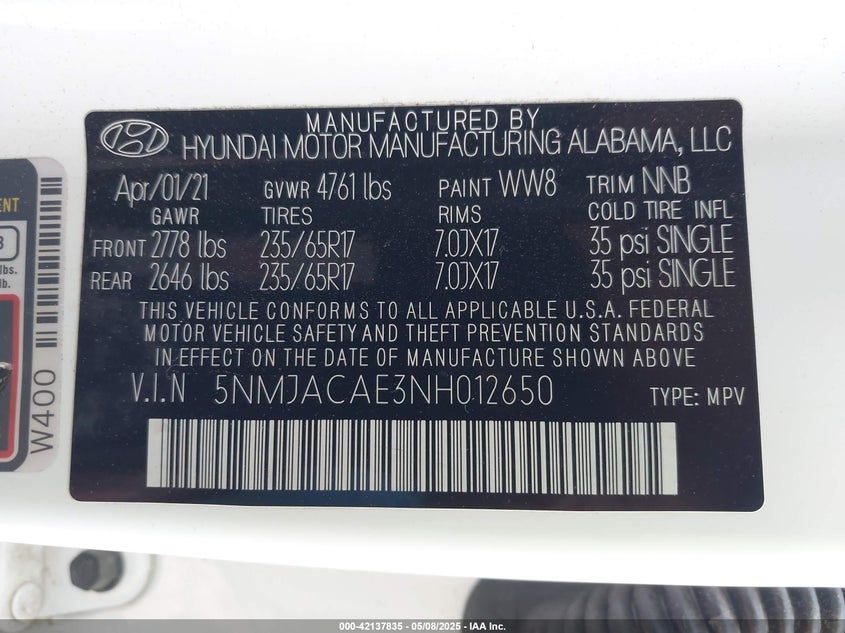 MANUFACTURED BY
HYUNDAI MOTOR MANUFACTURING ALABAMA, LLC
Apr/01/21 GVWR 4761 lbs PAINT WW8 TRIM NNB
GAWR TIRES RIMS COLD TIRE INFL
FRONT 2778 lbs 235/65R17 7.0JX17 35 psi SINGLE
REAR 2646 lbs 235/65R17 7.0JX17 35 psi SINGLE
THIS VEHICLE CONFORMS TO ALL APPLICABLE U.S.A. FEDERAL
MOTOR VEHICLE SAFETY AND THEFT PREVENTION STANDARDS
IN EFFECT ON THE DATE OF MANUFACTURE SHOWN ABOVE
V.I.N 5NMJACAE3NH012650 TYPE: MPV
lbs.
lb.
W400
000-42137835 - 05/08/2025 - IAA Inc.